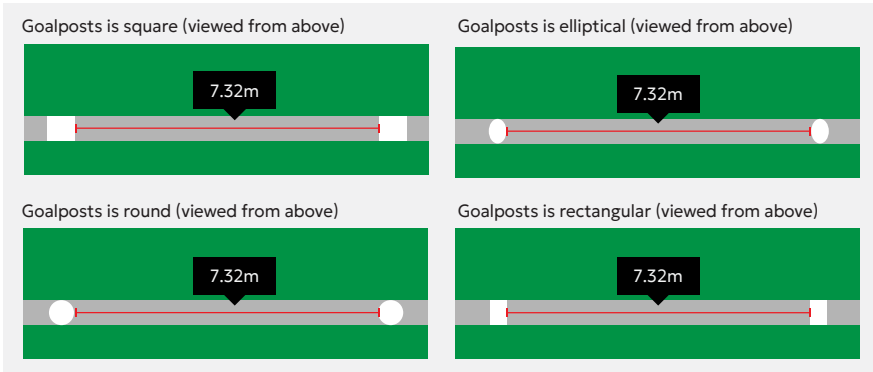 Goalposts is square (viewed from above)
7.32m
Goalposts is elliptical (viewed from above)
7.32m
Goalposts is round (viewed from above)
7.32m
Goalposts is rectangular (viewed from above)
7.32m